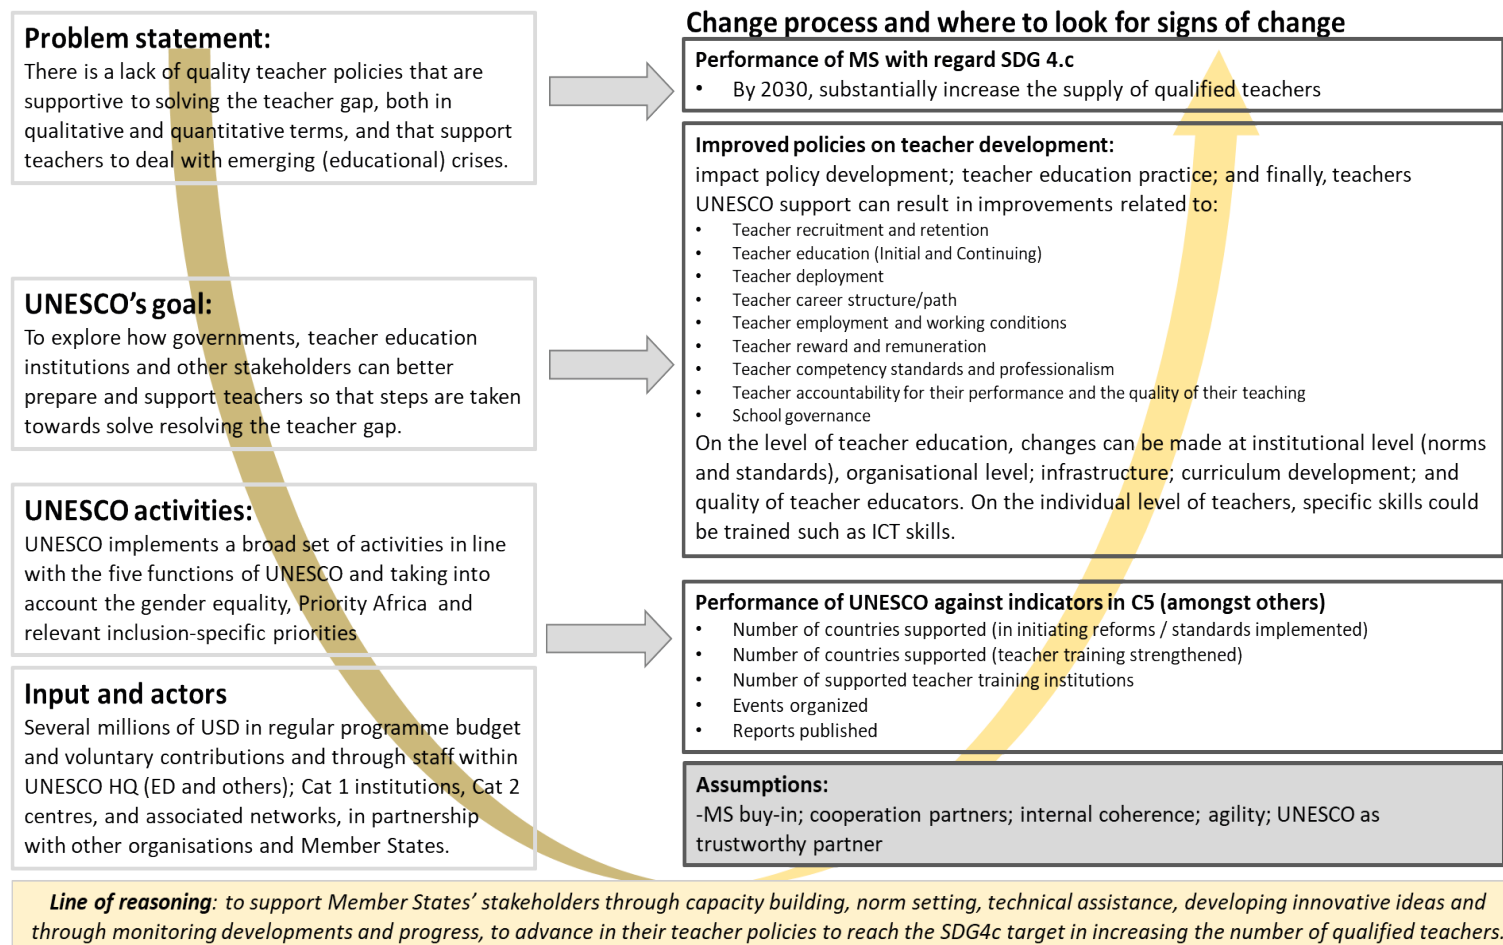 Problem statement:
There is a lack of quality teacher policies that are
supportive to solving the teacher gap, both in
qualitative and quantitative terms, and that support
teachers to deal with emerging (educational) crises.
UNESCO's goal:
To explore how governments, teacher education
institutions and other stakeholders can better
prepare and support teachers so that steps are taken
towards solve resolving the teacher gap.
UNESCO activities:
UNESCO implements a broad set of activities in line
with the five functions of UNESCO and taking into
account the gender equality, Priority Africa and
relevant inclusion-specific priorities
Input and actors
Several millions of USD in regular programme budget
and voluntary contributions and through staff within
UNESCO HQ (ED and others); Cat 1 institutions, Cat 2
centres, and associated networks, in partnership
with other organisations and Member States.
Change process and where to look for signs of change
Performance of MS with regard SDG 4.c
• By 2030, substantially increase the supply of qualified teachers
Improved policies on teacher development:
impact policy development; teacher education practice; and finally, teachers
UNESCO support can result in improvements related to:
• Teacher recruitment and retention
• Teacher education (Initial and Continuing)
• Teacher deployment
• Teacher career structure/path
• Teacher employment and working conditions
• Teacher reward and remuneration
• Teacher competency standards and professionalism
• Teacher accountability for their performance and the quality of their teaching
• School governance
On the level of teacher education, changes can be made at institutional level (norms
and standards), organisational level; infrastructure; curriculum development; and
quality of teacher educators. On the individual level of teachers, specific skills could
be trained such as ICT skills.
Performance of UNESCO against indicators in C5 (amongst others)
• Number of countries supported (in initiating reforms / standards implemented)
• Number of countries supported (teacher training strengthened)
• Number of supported teacher training institutions
• Events organized
• Reports published
Assumptions:
-MS buy-in; cooperation partners; internal coherence; agility; UNESCO as
trustworthy partner
Line of reasoning: to support Member States' stakeholders through capacity building, norm setting, technical assistance, developing innovative ideas and
through monitoring developments and progress, to advance in their teacher policies to reach the SDG4c target in increasing the number of qualified teachers.